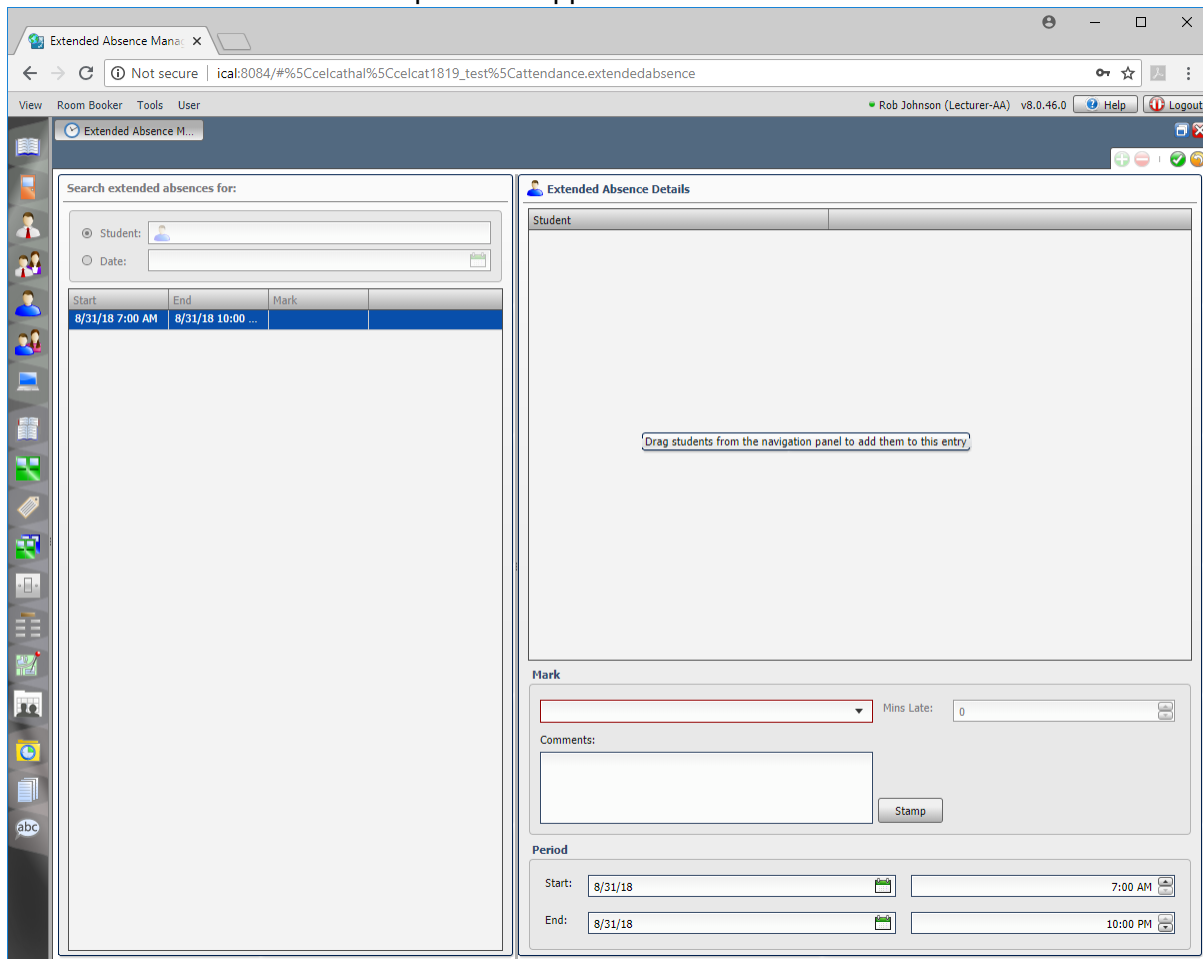 Extended Absence Manag
Not secure | ical:8084/#%5Ccelcathal%5Ccelcat1819_test%5Cattendance.extendedabsence
View Room Booker Tools User Rob Johnson (Lecturer-AA) v8.0.46.0 Help Logout
Extended Absence M...
Search extended absences for:
Student:
Date:
Start End Mark
8/31/18 7:00 AM 8/31/18 10:00 ...
Extended Absence Details
Student
Drag students from the navigation panel to add them to this entry
Mark
Mins Late: 0
Comments:
Stamp
Period
Start: 8/31/18 7:00 AM
End: 8/31/18 10:00 PM
abc